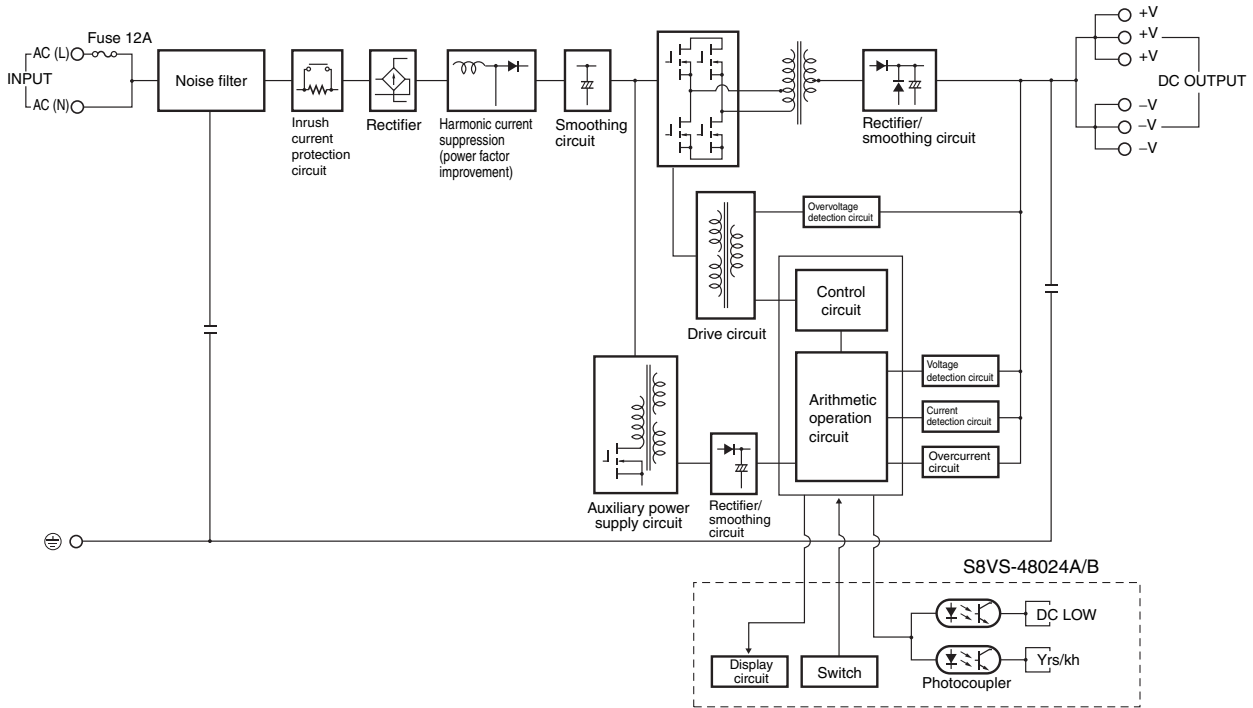 Fuse 12A
AC (L)
INPUT
AC (N)
Noise filter
Inrush
current
protection
circuit
Rectifier
Harmonic current
suppression
(power factor
improvement)
Smoothing
circuit
Rectifier/
smoothing circuit
+V
+V
+V
DC OUTPUT
–V
–V
–V
Overvoltage
detection circuit
Drive circuit
Control
circuit
Arithmetic
operation
circuit
Voltage
detection circuit
Current
detection circuit
Overcurrent
circuit
Auxiliary power
supply circuit
Rectifier/
smoothing
circuit
S8VS-48024A/B
Display
circuit
Switch
Photocoupler
DC LOW
Yrs/kh